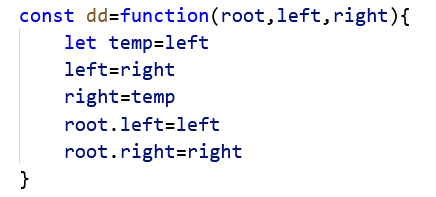 const dd=function(root,left,right){
    let temp=left
    left=right
    right=temp
    root.left=left
    root.right=right
}